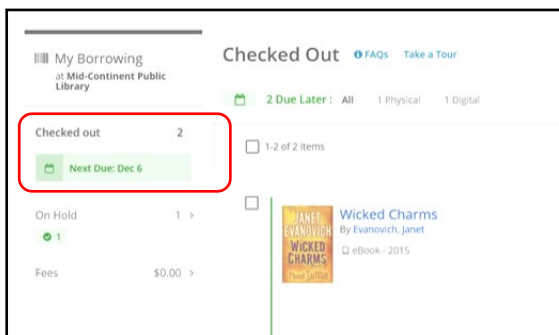 My Borrowing
at Mid-Continent Public
Library
Checked out 2
Next Due: Dec 6
On Hold 1 >
1
Fees $0.00 >
Checked Out FAQs Take a Tour
2 Due Later: All 1 Physical 1 Digital
1-2 of 2 items
JANET
EVANOVICH
WICKED
CHARMS
Wicked Charms
By Evanovich, Janet
eBook - 2015